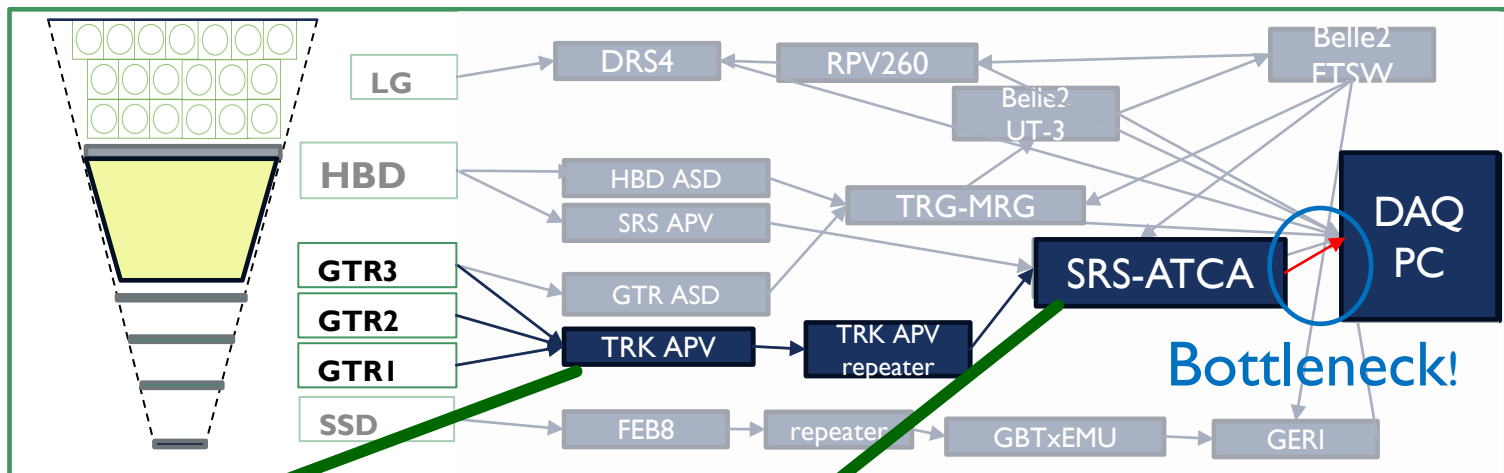 LG
DRS4
RPV260
Belle2
FTSW
Belle2
UT-3
HBD
HBD ASD
SRS APV
TRG-MRG
DAQ
PC
GTR3
GTR2
GTR1
GTR ASD
SRS-ATCA
TRK APV
TRK APV
repeater
Bottleneck!
SSD
FEB8
repeater
GBTxEMU
GERI